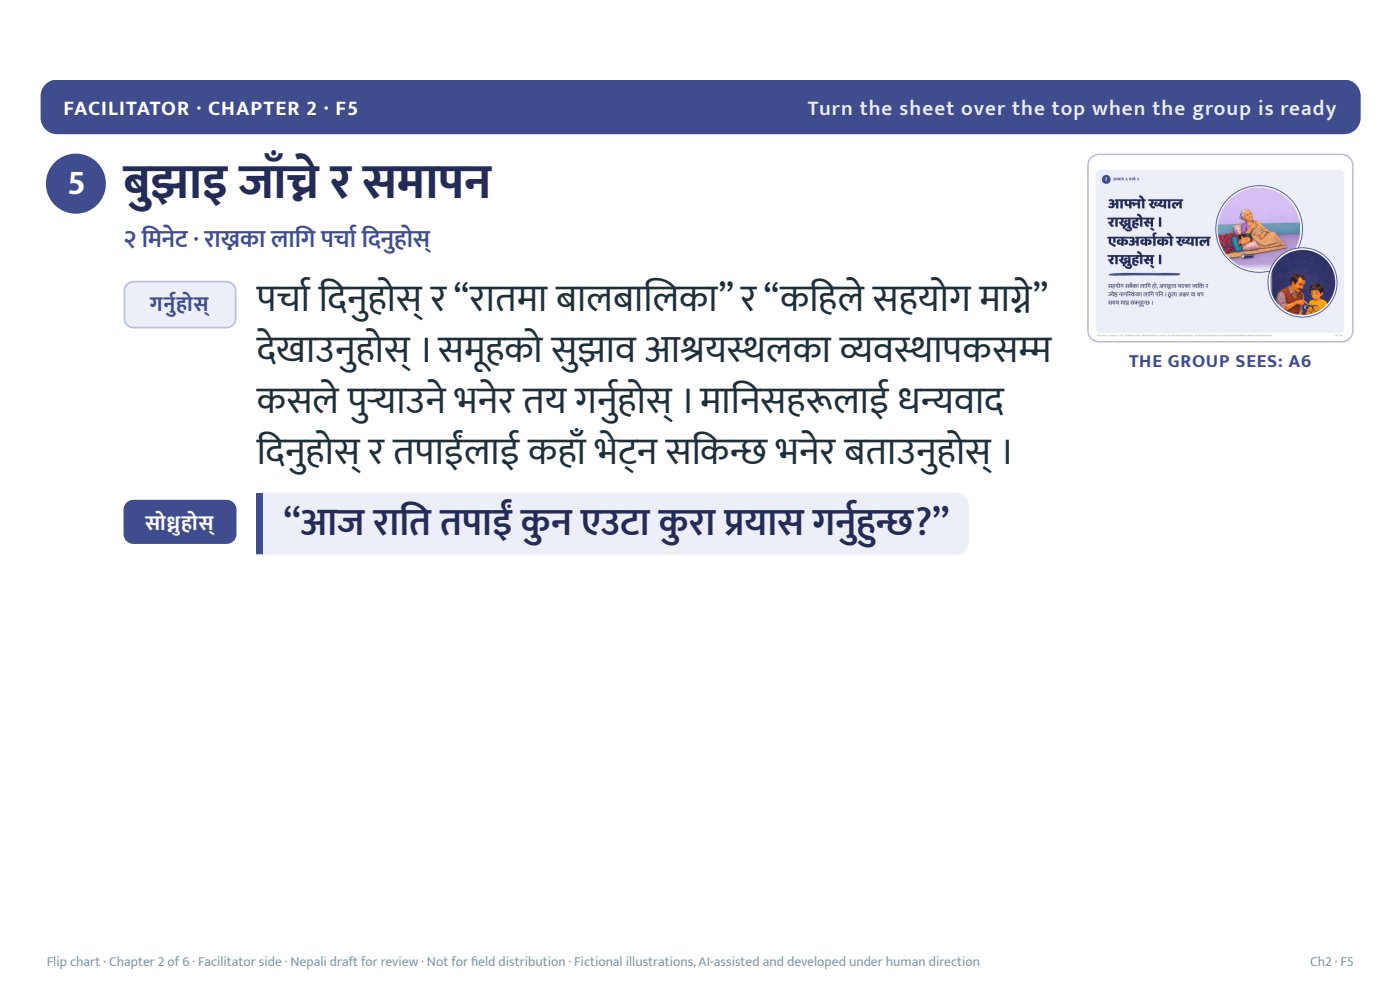 FACILITATOR · CHAPTER 2 · F5
Turn the sheet over the top when the group is ready
5
बुझाइ जाँच्ने र समापन
२ मिनेट · राख्नका लागि पर्चा दिनुहोस्
गर्नुहोस्
पर्चा दिनुहोस् र “रातमा बालबालिका” र “कहिले सहयोग माग्ने”
देखाउनुहोस् । समूहको सुझाव आश्रयस्थलका व्यवस्थापकसम्म
कसले पुर्‍याउने भनेर तय गर्नुहोस् । मानिसहरूलाई धन्यवाद
दिनुहोस् र तपाईंलाई कहाँ भेट्न सकिन्छ भनेर बताउनुहोस् ।
सोध्नुहोस्
“आज राति तपाईं कुन एउटा कुरा प्रयास गर्नुहुन्छ?”
आफ्नो ख्याल
राख्नुहोस् ।
एकअर्काको ख्याल
राख्नुहोस् ।
THE GROUP SEES: A6
Flip chart · Chapter 2 of 6 · Facilitator side · Nepali draft for review · Not for field distribution · Fictional illustrations, AI-assisted and developed under human direction
Ch2 · F5